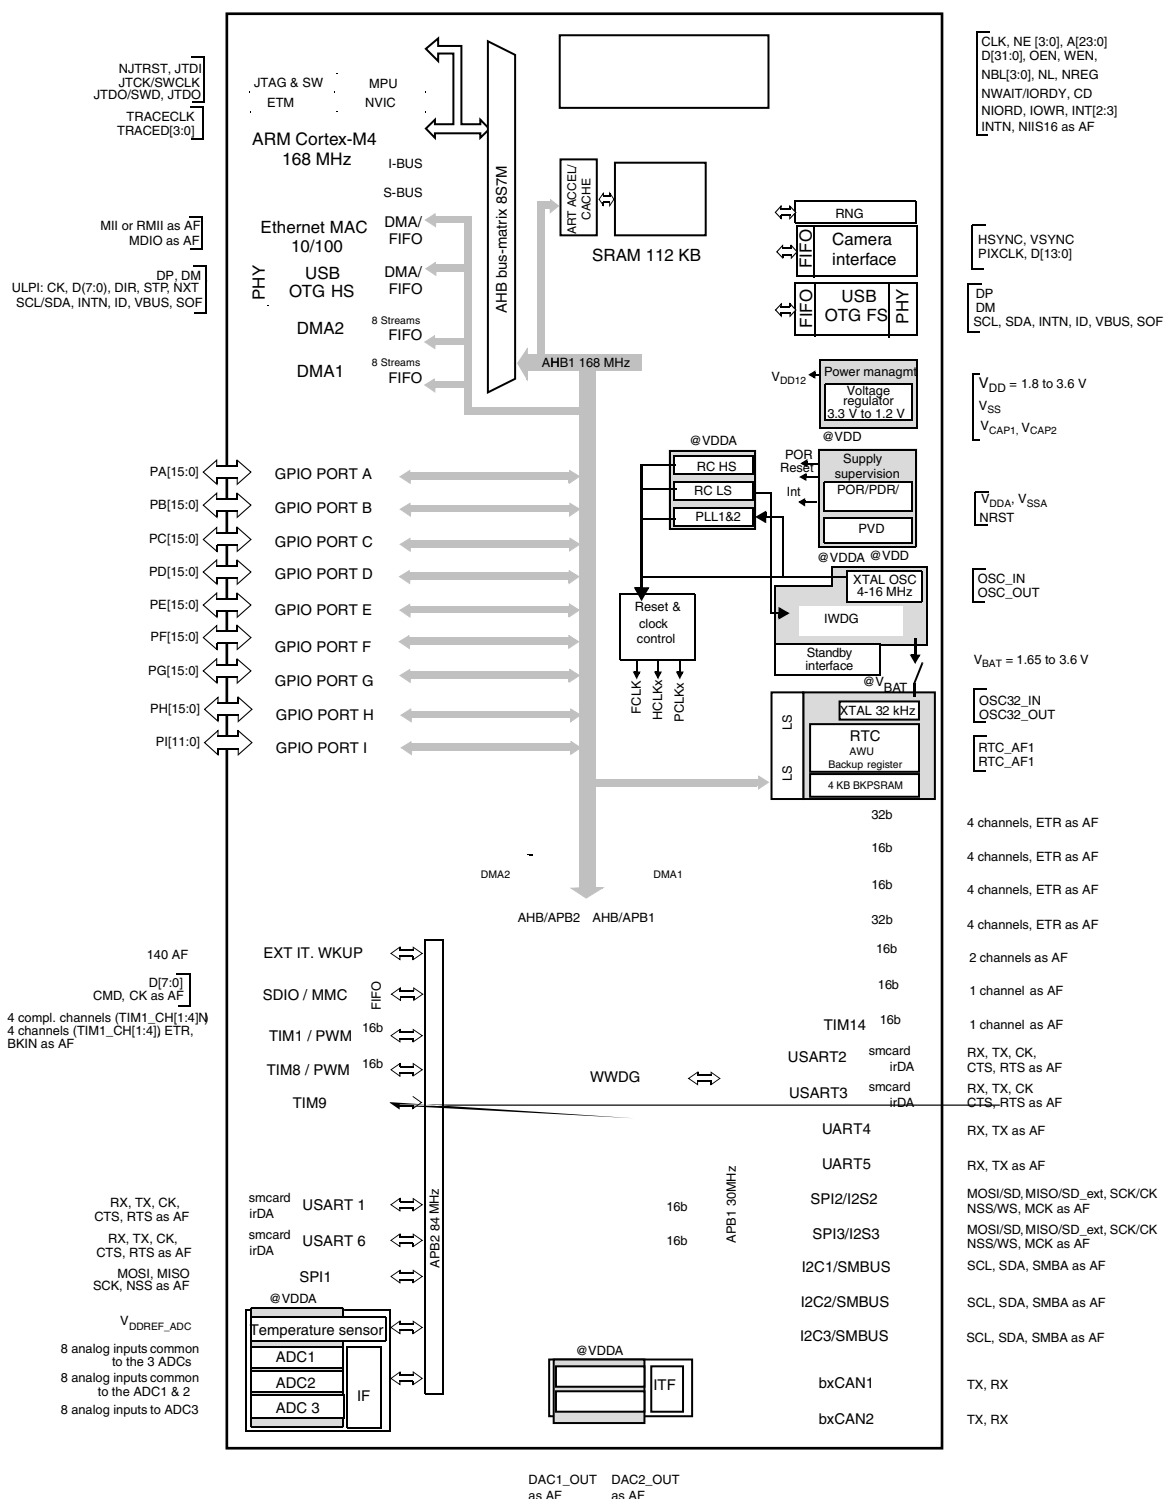 NJTRST, JTDI
JTCK/SWCLK
JTDO/SWD, JTDO
TRACECLK
TRACED[3:0]
MII or RMII as AF
MDIO as AF
DP, DM
ULPI: CK, D(7:0), DIR, STP, NXT
SCL/SDA, INTN, ID, VBUS, SOF
JTAG & SW
MPU
ETM
NVIC
ARM Cortex-M4
168 MHz
I-BUS
S-BUS
Ethernet MAC
10/100
DMA/
FIFO
PHY
USB
OTG HS
DMA/
FIFO
DMA2
8 Streams
FIFO
DMA1
8 Streams
FIFO
AHB bus-matrix 8S7M
ART ACCEL/
CACHE
SRAM 112 KB
AHB1 168 MHz
RNG
FIFO
Camera
interface
FIFO
USB
OTG FS
PHY
CLK, NE [3:0], A[23:0]
D[31:0], OEN, WEN,
NBL[3:0], NL, NREG
NWAIT/IORDY, CD
NIORD, IOWR, INT[2:3]
INTN, NIIS16 as AF
HSYNC, VSYNC
PIXCLK, D[13:0]
DP
DM
SCL, SDA, INTN, ID, VBUS, SOF
VDD12
Power managmt
Voltage
regulator
3.3 V to 1.2 V
@VDD
VDD = 1.8 to 3.6 V
VSS
VCAP1, VCAP2
@VDDA
RC HS
RC LS
PLL1&2
POR
Reset
Int
Supply
supervision
POR/PDR/
PVD
@VDDA @VDD
VDDA, VSSA
NRST
XTAL OSC
4-16 MHz
IWDG
Standby
interface
@VBAT
OSC_IN
OSC_OUT
VBAT = 1.65 to 3.6 V
Reset &
clock
control
FCLK
HCLKx
PCLKx
LS
LS
XTAL 32 kHz
RTC
AWU
Backup register
4 KB BKPSRAM
OSC32_IN
OSC32_OUT
RTC_AF1
RTC_AF1
PA[15:0]
GPIO PORT A
PB[15:0]
GPIO PORT B
PC[15:0]
GPIO PORT C
PD[15:0]
GPIO PORT D
PE[15:0]
GPIO PORT E
PF[15:0]
GPIO PORT F
PG[15:0]
GPIO PORT G
PH[15:0]
GPIO PORT H
PI[11:0]
GPIO PORT I
DMA2
DMA1
AHB/APB2 AHB/APB1
32b
4 channels, ETR as AF
16b
4 channels, ETR as AF
16b
4 channels, ETR as AF
32b
4 channels, ETR as AF
16b
2 channels as AF
16b
1 channel as AF
TIM14
16b
1 channel as AF
140 AF
EXT IT. WKUP
D[7:0]
CMD, CK as AF
SDIO / MMC
FIFO
4 compl. channels (TIM1_CH[1:4]N
4 channels (TIM1_CH[1:4]) ETR,
BKIN as AF
TIM1 / PWM
16b
TIM8 / PWM
16b
TIM9
APB2 84 MHz
WWDG
USART2
smcard
irDA
RX, TX, CK,
CTS, RTS as AF
USART3
smcard
irDA
RX, TX, CK
CTS, RTS as AF
UART4
RX, TX as AF
UART5
RX, TX as AF
APB1 30MHz
16b
16b
SPI2/I2S2
MOSI/SD, MISO/SD_ext, SCK/CK
NSS/WS, MCK as AF
SPI3/I2S3
MOSI/SD, MISO/SD_ext, SCK/CK
NSS/WS, MCK as AF
I2C1/SMBUS
SCL, SDA, SMBA as AF
I2C2/SMBUS
SCL, SDA, SMBA as AF
I2C3/SMBUS
SCL, SDA, SMBA as AF
bxCAN1
TX, RX
bxCAN2
TX, RX
RX, TX, CK,
CTS, RTS as AF
smcard
irDA
USART 1
RX, TX, CK,
CTS, RTS as AF
smcard
irDA
USART 6
MOSI, MISO
SCK, NSS as AF
SPI1
@VDDA
VDDREF_ADC
Temperature sensor
8 analog inputs common
to the 3 ADCs
ADC1
8 analog inputs common
to the ADC1 & 2
ADC2
8 analog inputs to ADC3
ADC 3
IF
@VDDA
ITF
DAC1_OUT
as AF
DAC2_OUT
as AF